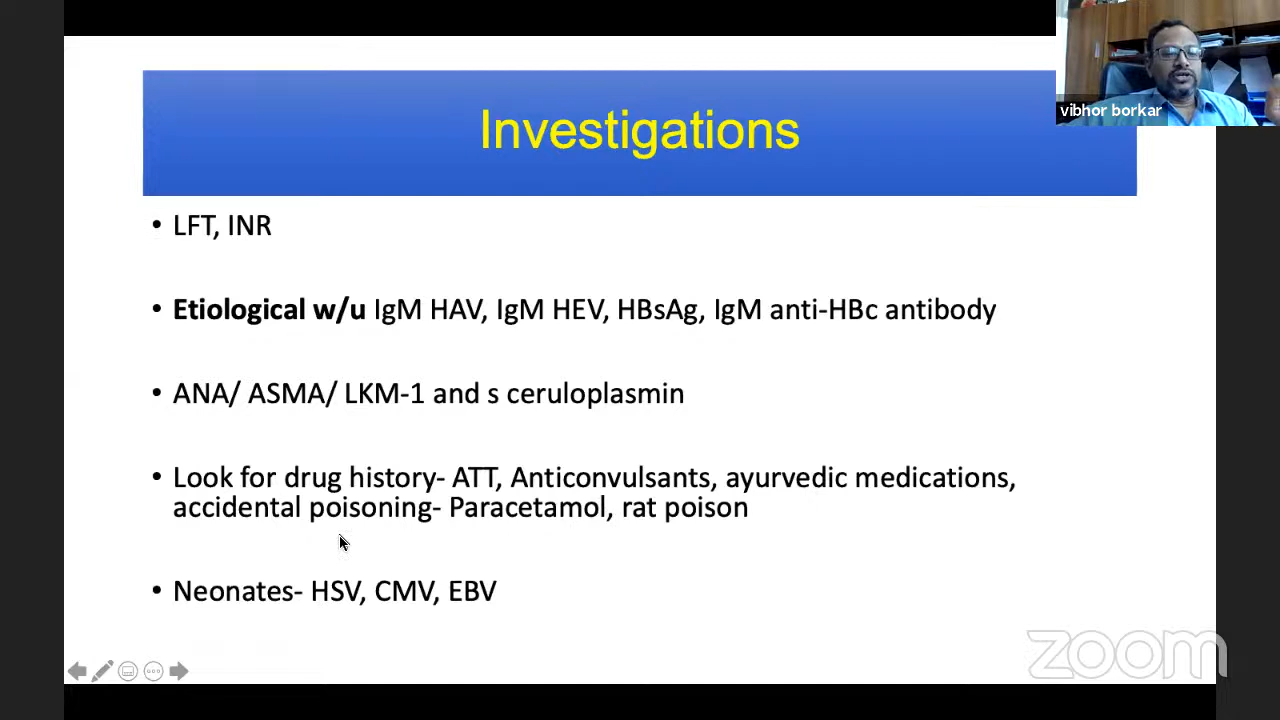 vibhor borkar
Investigations
• LFT, INR
• Etiological w/u IgM HAV, IgM HEV, HBsAg, IgM anti-HBc antibody
• ANA/ ASMA/ LKM-1 and s ceruloplasmin
• Look for drug history- ATT, Anticonvulsants, ayurvedic medications,
accidental poisoning- Paracetamol, rat poison
• Neonates- HSV, CMV, EBV
zoom